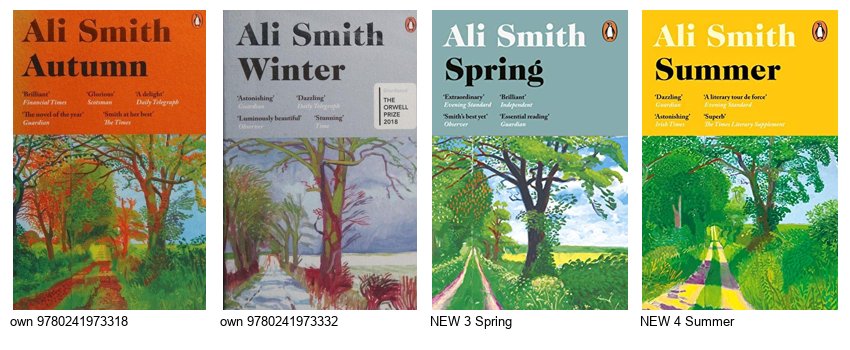 Ali Smith
Autumn
'Brilliant'
Financial Times
'Glorious'
Scotsman
'A delight'
Daily Telegraph
'The novel of the year'
Guardian
'Smith at her best'
The Times
Ali Smith
Winter
'Astonishing'
Guardian
'Dazzling'
Daily Telegraph
'Luminously beautiful'
Observer
'Stunning'
Time
THE
ORWELL
PRIZE
2018
Ali Smith
Spring
'Extraordinary'
Evening Standard
'Brilliant'
Independent
'Smith's best yet'
Observer
'Essential reading'
Guardian
Ali Smith
Summer
'Dazzling'
Guardian
'A literary tour de force'
Evening Standard
'Astonishing'
Irish Times
'Superb'
The Times Literary Supplement
own 9780241973318
own 9780241973332
NEW 3 Spring
NEW 4 Summer